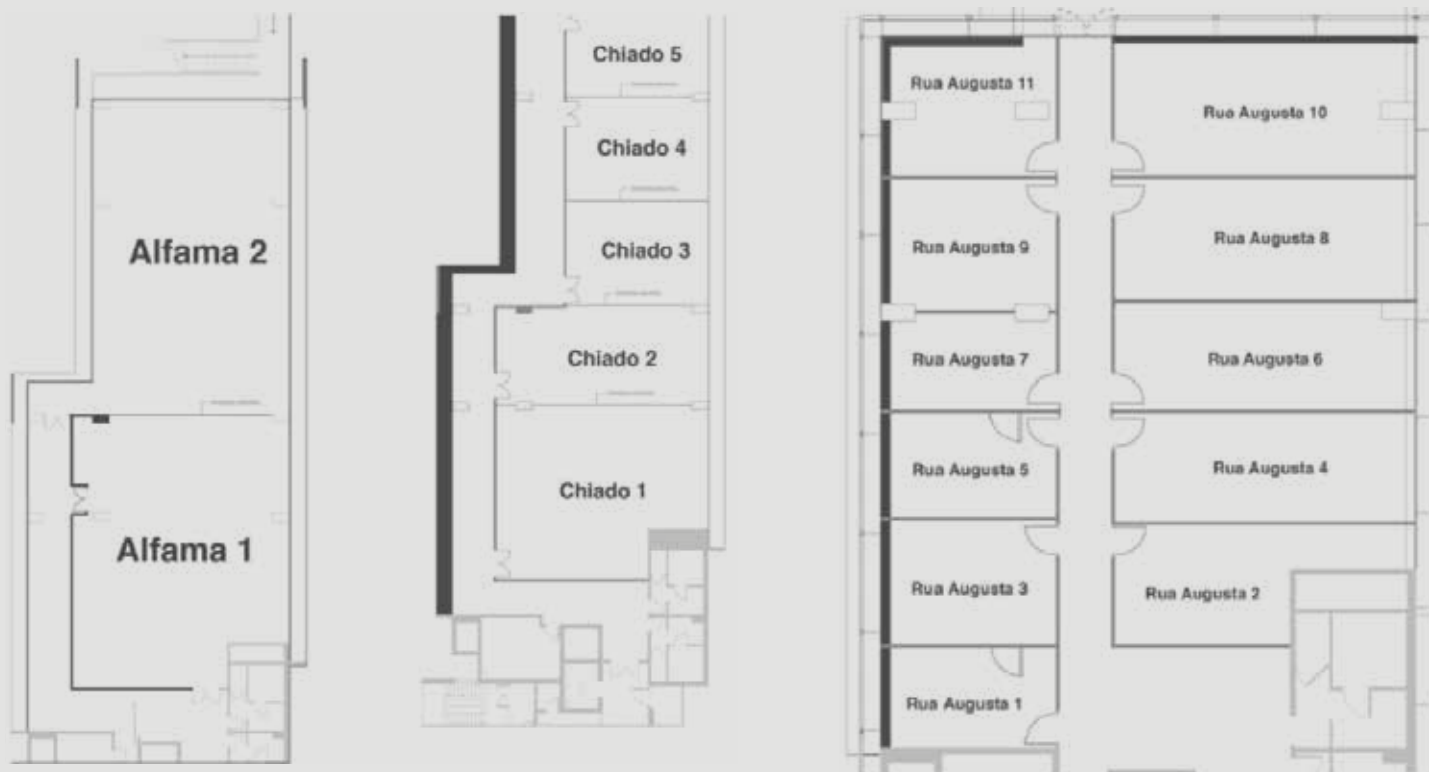 Alfama 2
Alfama 1
Chiado 5
Chiado 4
Chiado 3
Chiado 2
Chiado 1
Rua Augusta 11
Rua Augusta 10
Rua Augusta 9
Rua Augusta 8
Rua Augusta 7
Rua Augusta 6
Rua Augusta 5
Rua Augusta 4
Rua Augusta 3
Rua Augusta 2
Rua Augusta 1